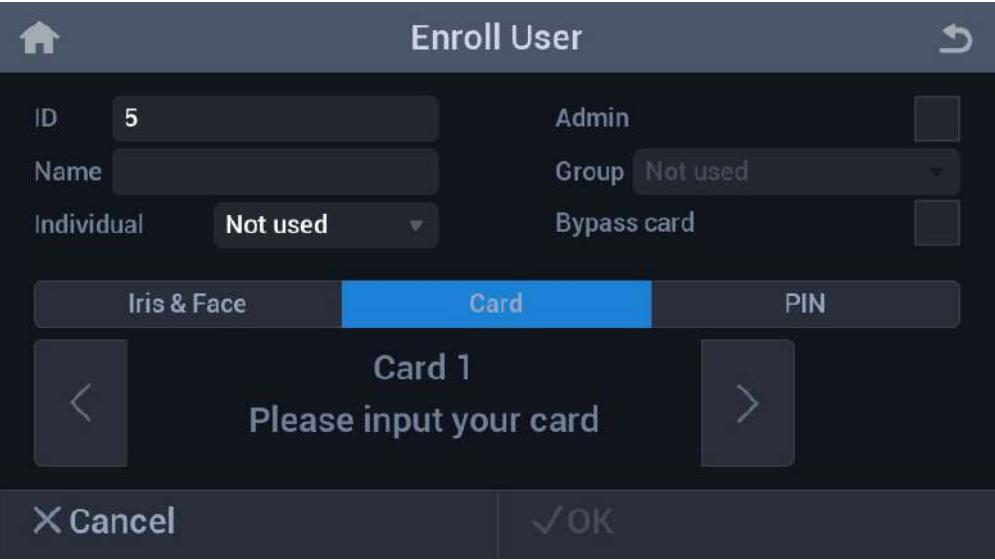 Enroll User
ID 5 Admin
Name Group Not used
Individual Not used Bypass card
Iris & Face Card PIN
Card 1
Please input your card
Cancel OK